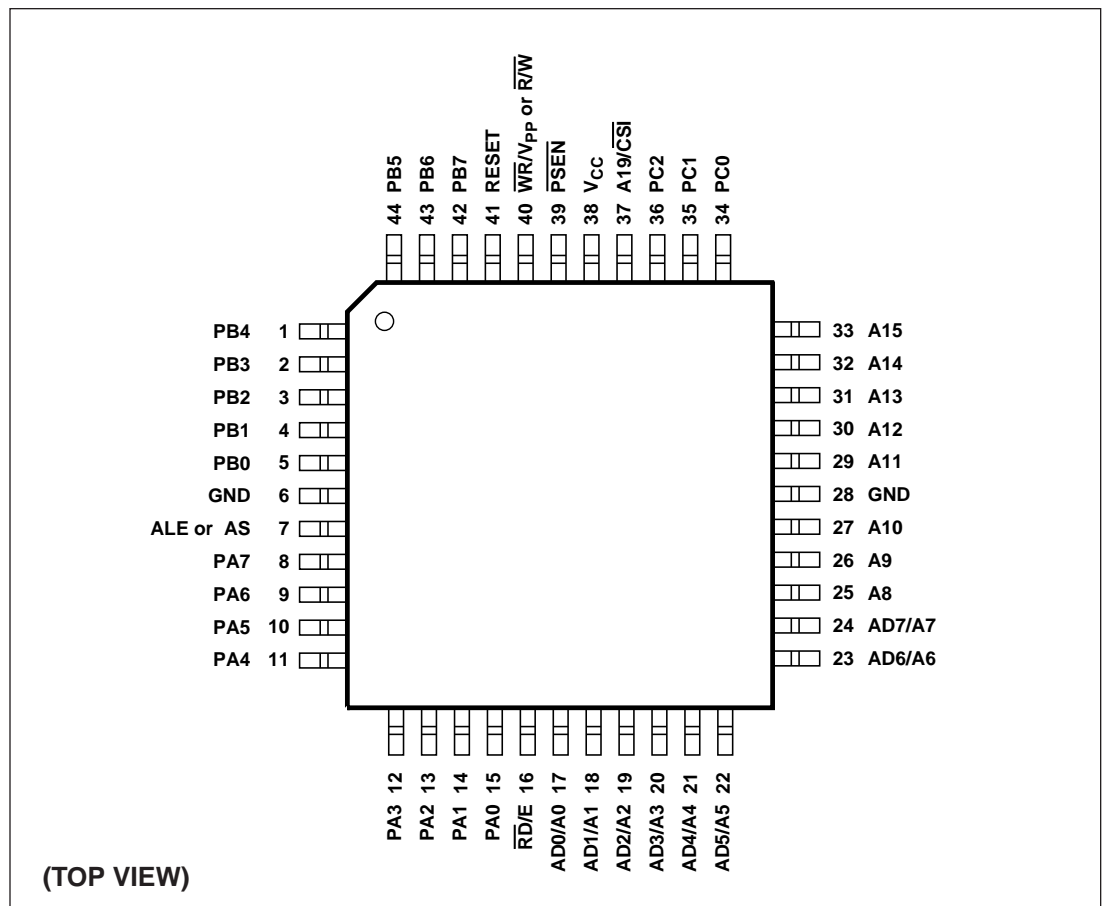 44 PB5
43 PB6
42 PB7
41 RESET
40 W̅R̅/VPP or R̅/̅W̅
39 P̅S̅E̅N̅
38 VCC
37 A19/C̅S̅I̅
36 PC2
35 PC1
34 PC0
PB4 1
PB3 2
PB2 3
PB1 4
PB0 5
GND 6
ALE or AS 7
PA7 8
PA6 9
PA5 10
PA4 11
33 A15
32 A14
31 A13
30 A12
29 A11
28 GND
27 A10
26 A9
25 A8
24 AD7/A7
23 AD6/A6
PA3 12
PA2 13
PA1 14
PA0 15
R̅D̅/E 16
AD0/A0 17
AD1/A1 18
AD2/A2 19
AD3/A3 20
AD4/A4 21
AD5/A5 22
(TOP VIEW)